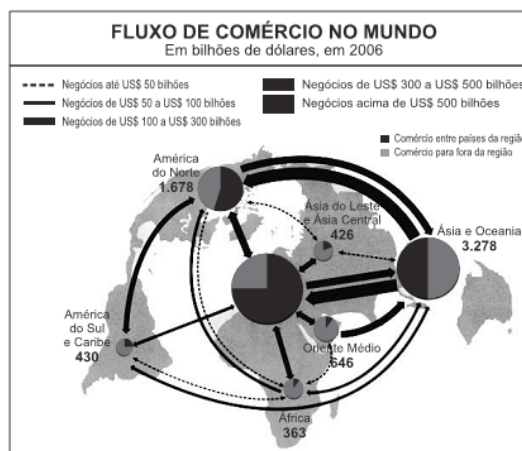 FLUXO DE COMÉRCIO NO MUNDO
Em bilhões de dólares, em 2006
Negócios até US$ 50 bilhões
Negócios de US$ 50 a US$ 100 bilhões
Negócios de US$ 100 a US$ 300 bilhões
Negócios de US$ 300 a US$ 500 bilhões
Negócios acima de US$ 500 bilhões
Comércio entre países da região
Comércio para fora da região
América
do Norte
1.678
Ásia do Leste
e Ásia Central
426
Ásia e Oceania
3.278
América
do Sul
e Caribe
430
Oriente Médio
646
África
363